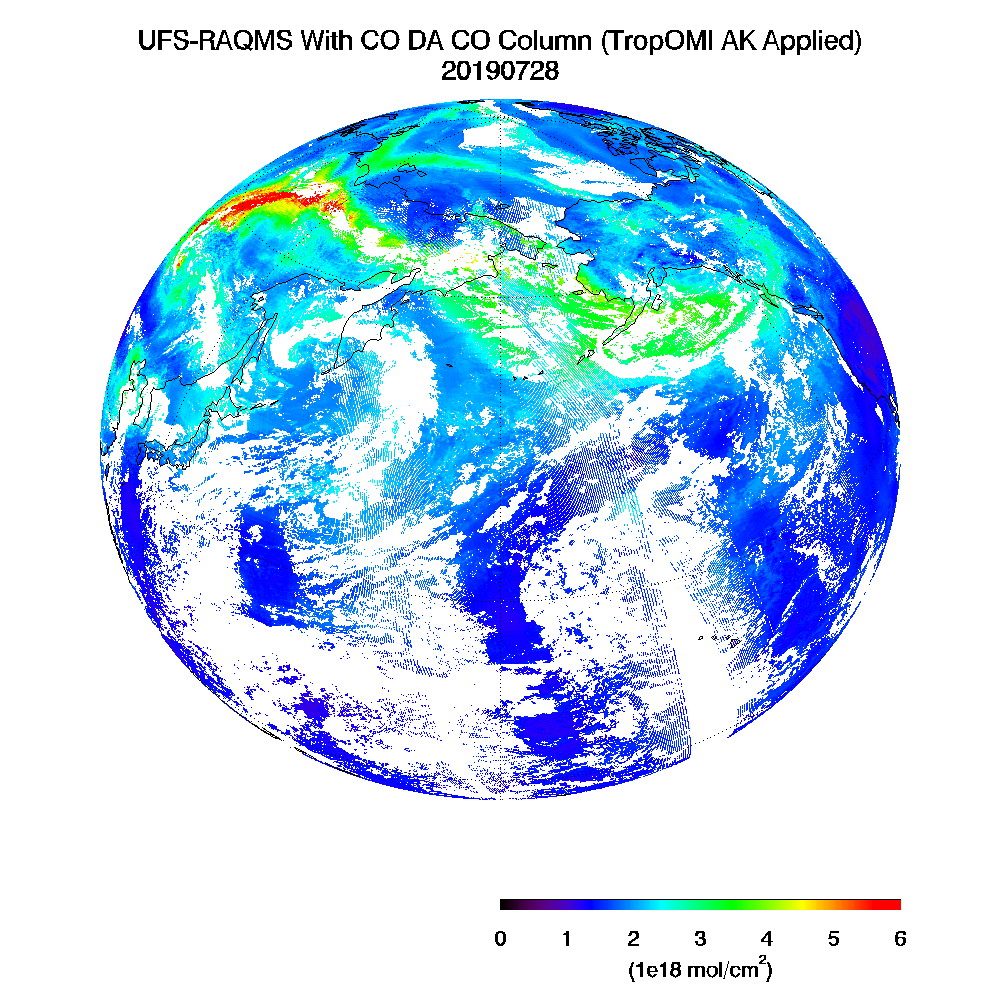 UFS-RAQMS With CO DA CO Column (TropOMI AK Applied)
20190728
0 1 2 3 4 5 6
(1e18 mol/cm²)